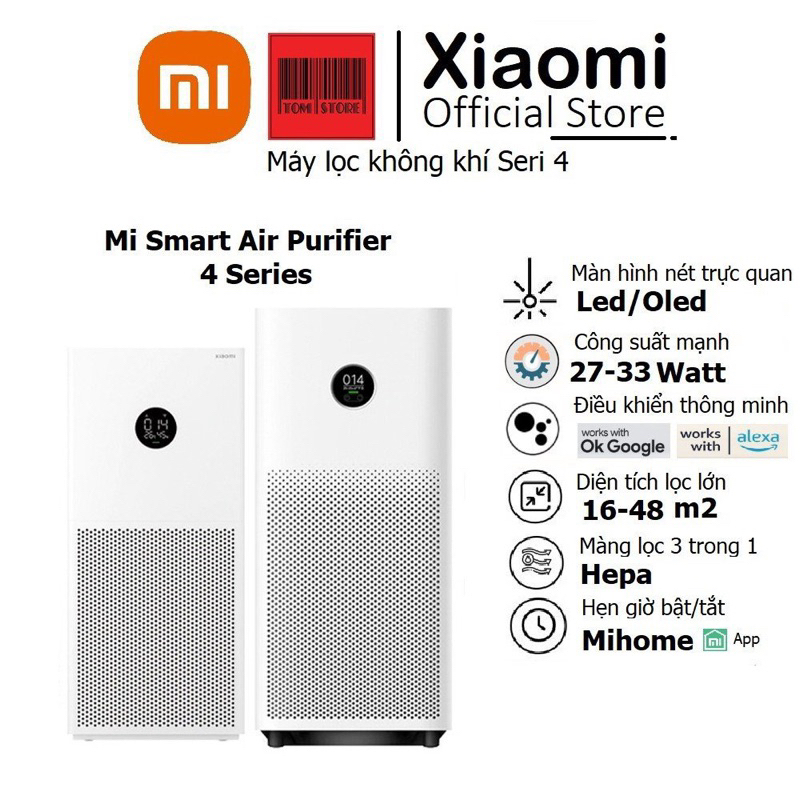 mi
TOM STORE
Xiaomi
Official Store
Máy lọc không khí Seri 4
Mi Smart Air Purifier
4 Series
XIAOMI
014
014
Màn hình nét trực quan
Led/Oled
Công suất mạnh
27-33 Watt
Điều khiển thông minh
works with
Ok Google
works with
alexa
Diện tích lọc lớn
16-48 m2
Màng lọc 3 trong 1
Hepa
Hẹn giờ bật/tắt
Mihome mi App